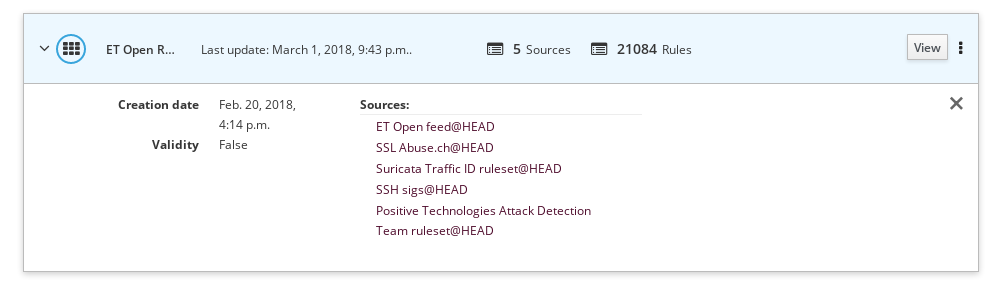 ET Open R... Last update: March 1, 2018, 9:43 p.m.. 5 Sources 21084 Rules View
Creation date Feb. 20, 2018,
4:14 p.m.
Validity False
Sources:
ET Open feed@HEAD
SSL Abuse.ch@HEAD
Suricata Traffic ID ruleset@HEAD
SSH sigs@HEAD
Positive Technologies Attack Detection
Team ruleset@HEAD